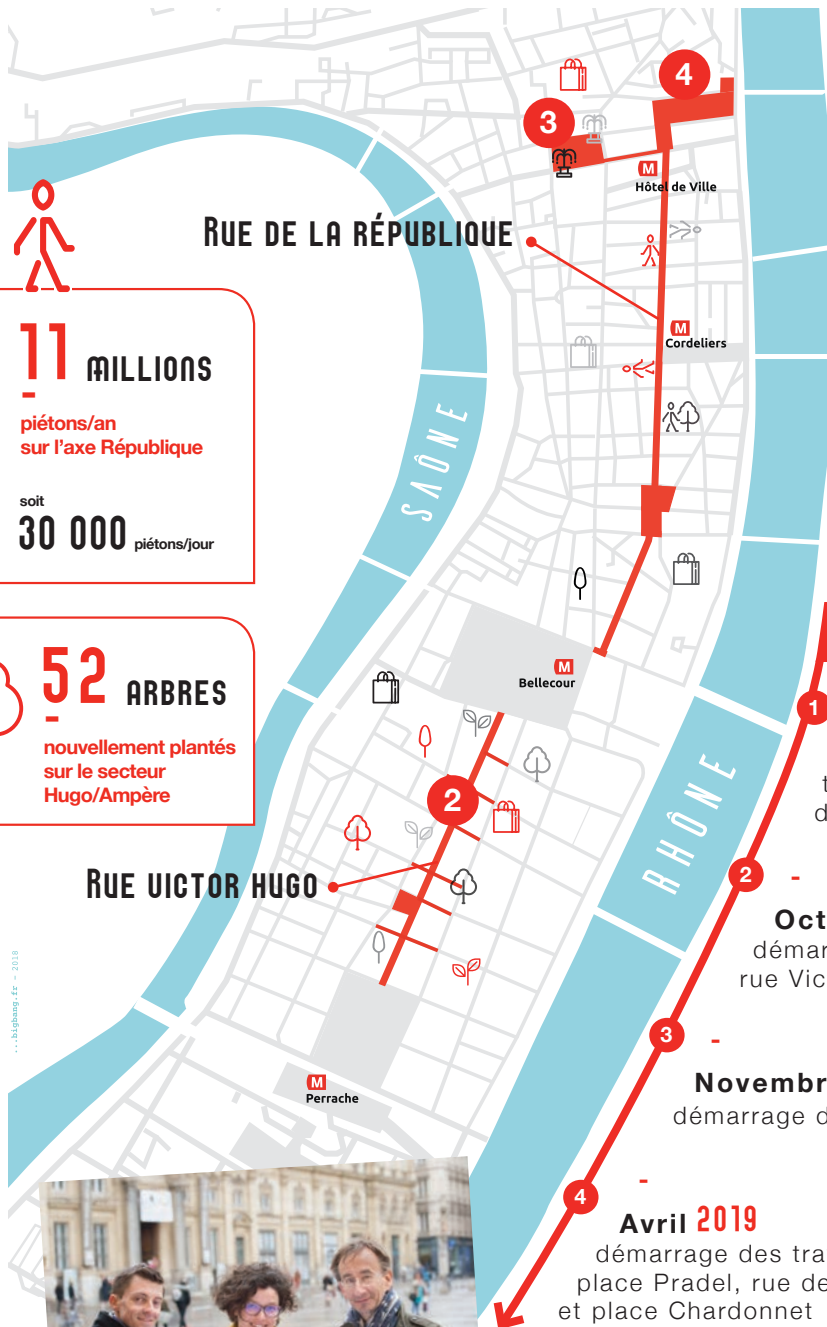 4
3
M
Hôtel de Ville
RUE DE LA RÉPUBLIQUE
M
Cordeliers
11 MILLIONS
-
piétons/an
sur l'axe République
soit
30 000 piétons/jour
SAÔNE
52 ARBRES
-
nouvellement plantés
sur le secteur
Hugo/Ampère
M
Bellecour
2
RUE VICTOR HUGO
RHÔNE
M
Perrache
...bigbang.fr - 2018
1
t
d
2
-
Oct
démar
rue Vic
3
-
Novembr
démarrage d
4
-
Avril 2019
démarrage des tra
place Pradel, rue de
et place Chardonnet